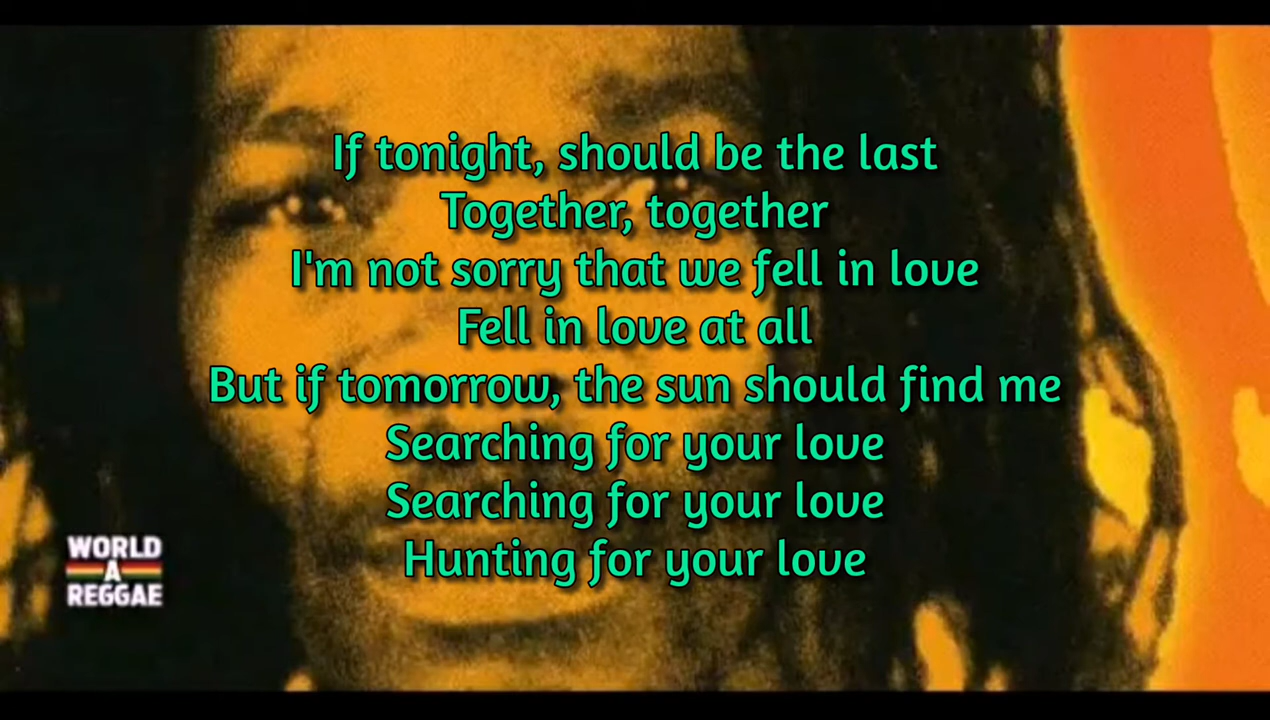 If tonight, should be the last
Together, together
I'm not sorry that we fell in love
Fell in love at all
But if tomorrow, the sun should find me
Searching for your love
Searching for your love
Hunting for your love
WORLD
A
REGGAE